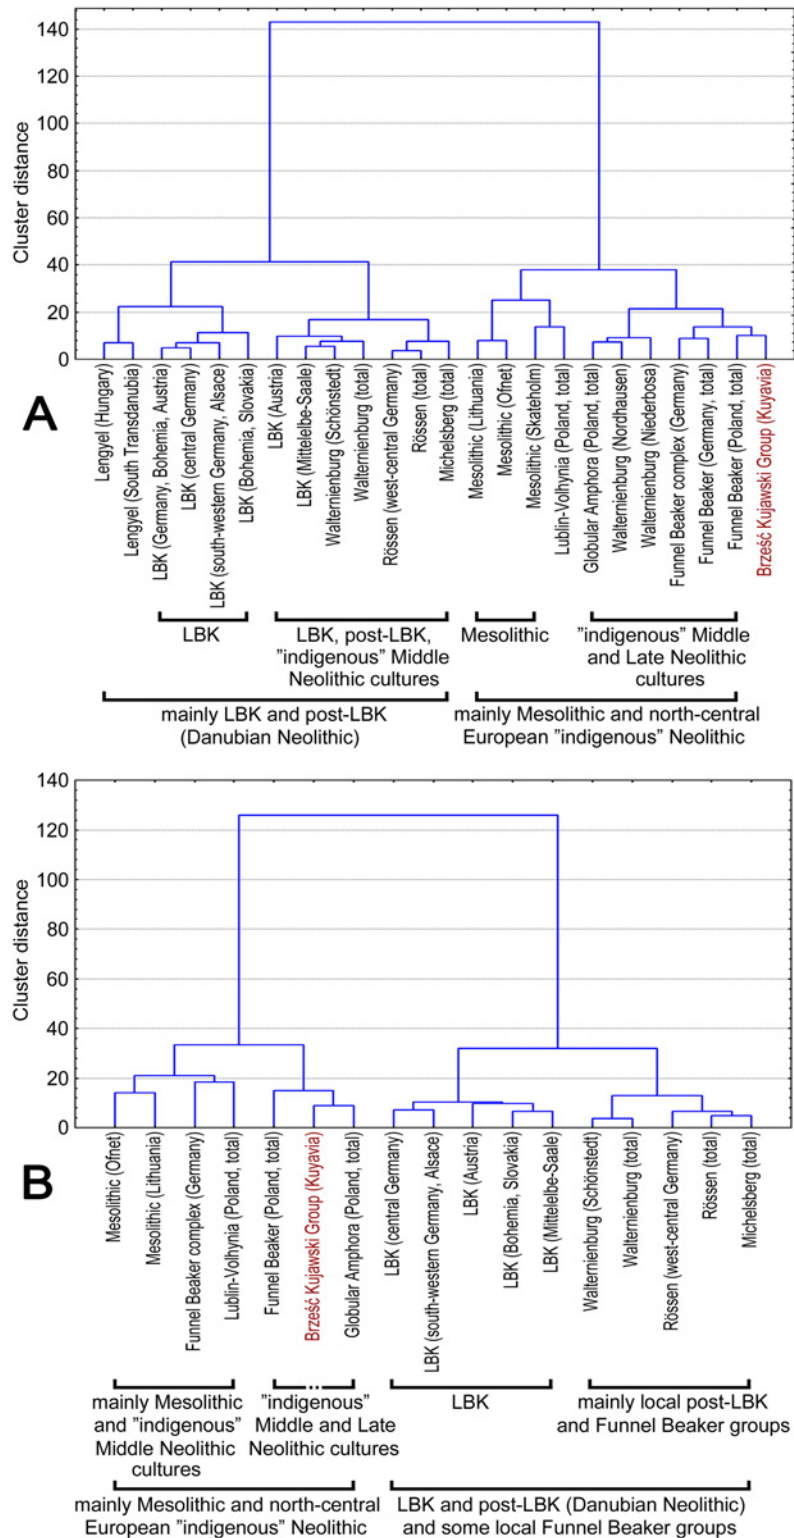 140
120
100
80
60
40
20
0
Cluster distance
A
Lengyel (Hungary)
Lengyel (South Transdanubia)
LBK (Germany, Bohemia, Austria)
LBK (central Germany)
LBK (south-western Germany, Alsace)
LBK (Bohemia, Slovakia)
LBK (Austria)
LBK (Mittelelbe-Saale)
Walternienburg (Schönstedt)
Walternienburg (total)
Rössen (west-central Germany)
Rössen (total)
Michelsberg (total)
Mesolithic (Lithuania)
Mesolithic (Ofnet)
Mesolithic (Skateholm)
Lublin-Volhynia (Poland, total)
Globular Amphora (Poland, total)
Walternienburg (Nordhausen)
Walternienburg (Niederbosa)
Funnel Beaker complex (Germany)
Funnel Beaker (Germany, total)
Funnel Beaker (Poland, total)
Brześć Kujawski Group (Kuyavia)
LBK
LBK, post-LBK,
"indigenous" Middle
Neolithic cultures
Mesolithic
"indigenous" Middle
and Late Neolithic
cultures
mainly LBK and post-LBK
(Danubian Neolithic)
mainly Mesolithic and north-central
European "indigenous" Neolithic
140
120
100
80
60
40
20
0
Cluster distance
B
Mesolithic (Ofnet)
Mesolithic (Lithuania)
Funnel Beaker complex (Germany)
Lublin-Volhynia (Poland, total)
Funnel Beaker (Poland, total)
Brześć Kujawski Group (Kuyavia)
Globular Amphora (Poland, total)
LBK (central Germany)
LBK (south-western Germany, Alsace)
LBK (Austria)
LBK (Bohemia, Slovakia)
LBK (Mittelelbe-Saale)
Walternienburg (Schönstedt)
Walternienburg (total)
Rössen (west-central Germany)
Rössen (total)
Michelsberg (total)
mainly Mesolithic
and "indigenous"
Middle Neolithic
cultures
"indigenous"
Middle and Late
Neolithic cultures
LBK
mainly local post-LBK
and Funnel Beaker groups
mainly Mesolithic and north-central
European "indigenous" Neolithic
LBK and post-LBK (Danubian Neolithic)
and some local Funnel Beaker groups